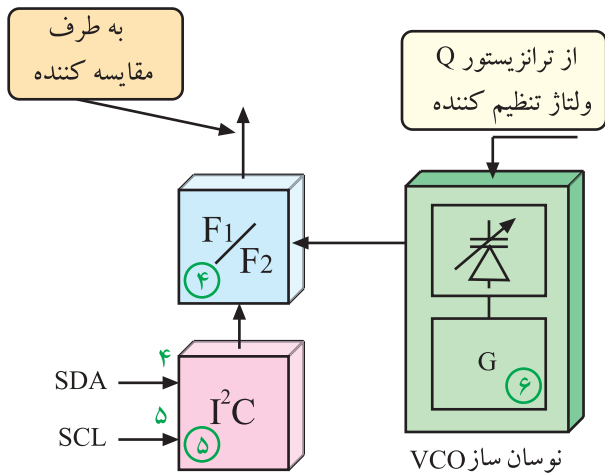 به طرف
مقایسه کننده
از ترانزیستور Q
ولتاژ تنظیم کننده
F1/F2
۴
G
۶
۴
SDA
I²C
۵
SCL
۵
نوسان ساز VCO